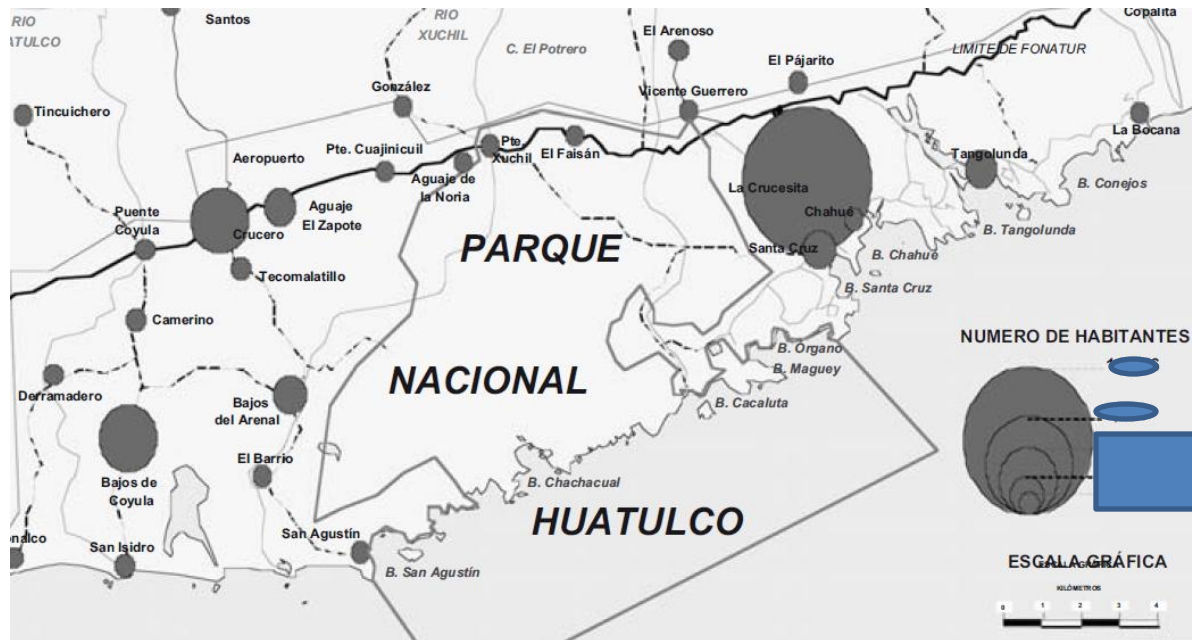 RIO
ATULCO
Santos
RIO
XUCHIL
C. El Potrero
El Arenoso
El Pájarito
LIMITE DE FONATUR
Copalita
Tincuichero
González
Vicente Guerrero
La Bocana
Aeropuerto
Pte. Cuajinicuil
Aguaje de
la Noria
Pte.
Xuchil
El Faisán
Tangolunda
B. Conejos
La Crucesita
Puente
Coyula
Crucero
Aguaje
El Zapote
Chahué
B. Tangolunda
Santa Cruz
B. Chahué
Tecomalatillo
PARQUE
B. Santa Cruz
Camerino
NUMERO DE HABITANTES
B. Organo
B. Maguey
Derramadero
Bajos
del Arenal
NACIONAL
B. Cacaluta
El Barrio
Bajos de
Coyula
B. Chachacual
HUATULCO
onalco
San Isidro
San Agustín
B. San Agustín
ESCALA GRÁFICA
ESCALA GRÁFICA
KILÓMETROS
0 1 2 3 4